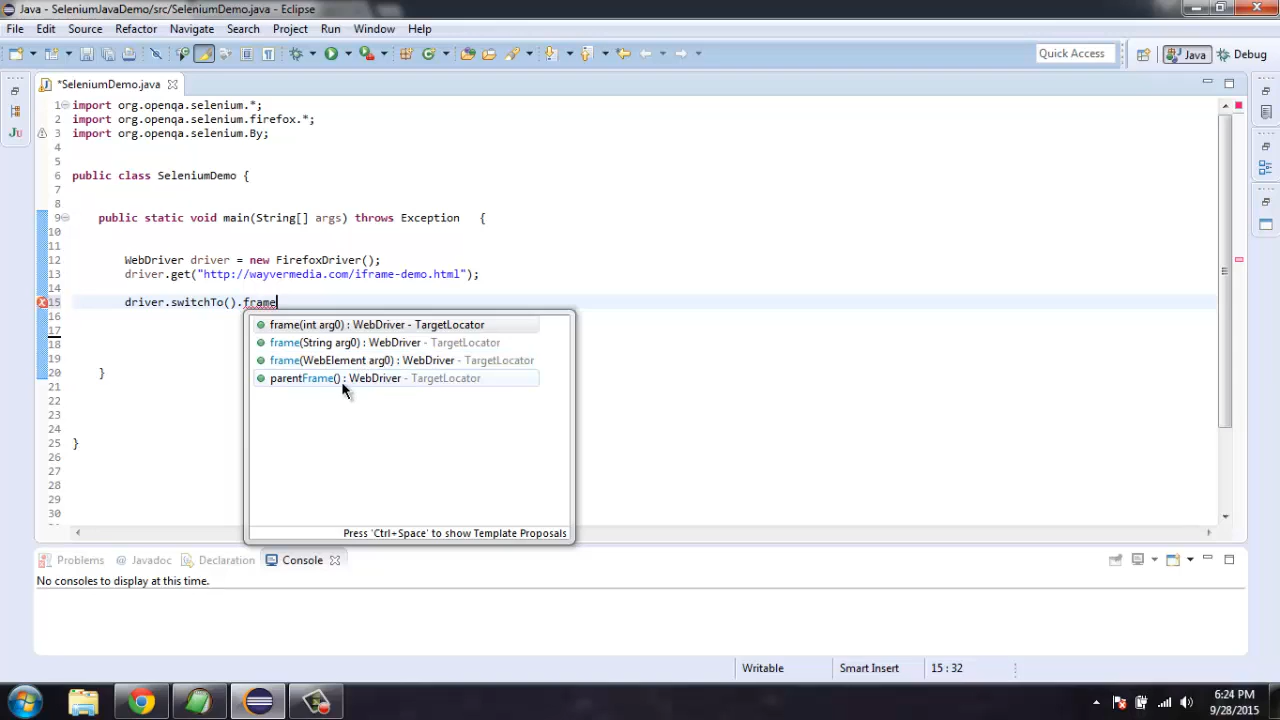 Java - SeleniumJavaDemo/src/SeleniumDemo.java - Eclipse
File Edit Source Refactor Navigate Search Project Run Window Help
Quick Access Java Debug
*SeleniumDemo.java
1 import org.openqa.selenium.*;
2 import org.openqa.selenium.firefox.*;
3 import org.openqa.selenium.By;
4
5
6 public class SeleniumDemo {
7
8
9 public static void main(String[] args) throws Exception {
10
11
12 WebDriver driver = new FirefoxDriver();
13 driver.get("http://wayvermedia.com/iframe-demo.html");
14
15 driver.switchTo().frame
16
17
18
19
20 }
21
22
23
24
25 }
26
27
28
29
30
frame(int arg0) : WebDriver - TargetLocator
frame(String arg0) : WebDriver - TargetLocator
frame(WebElement arg0) : WebDriver - TargetLocator
parentFrame() : WebDriver - TargetLocator
Press 'Ctrl+Space' to show Template Proposals
Problems @ Javadoc Declaration Console
No consoles to display at this time.
Writable Smart Insert 15 : 32
6:24 PM
9/28/2015